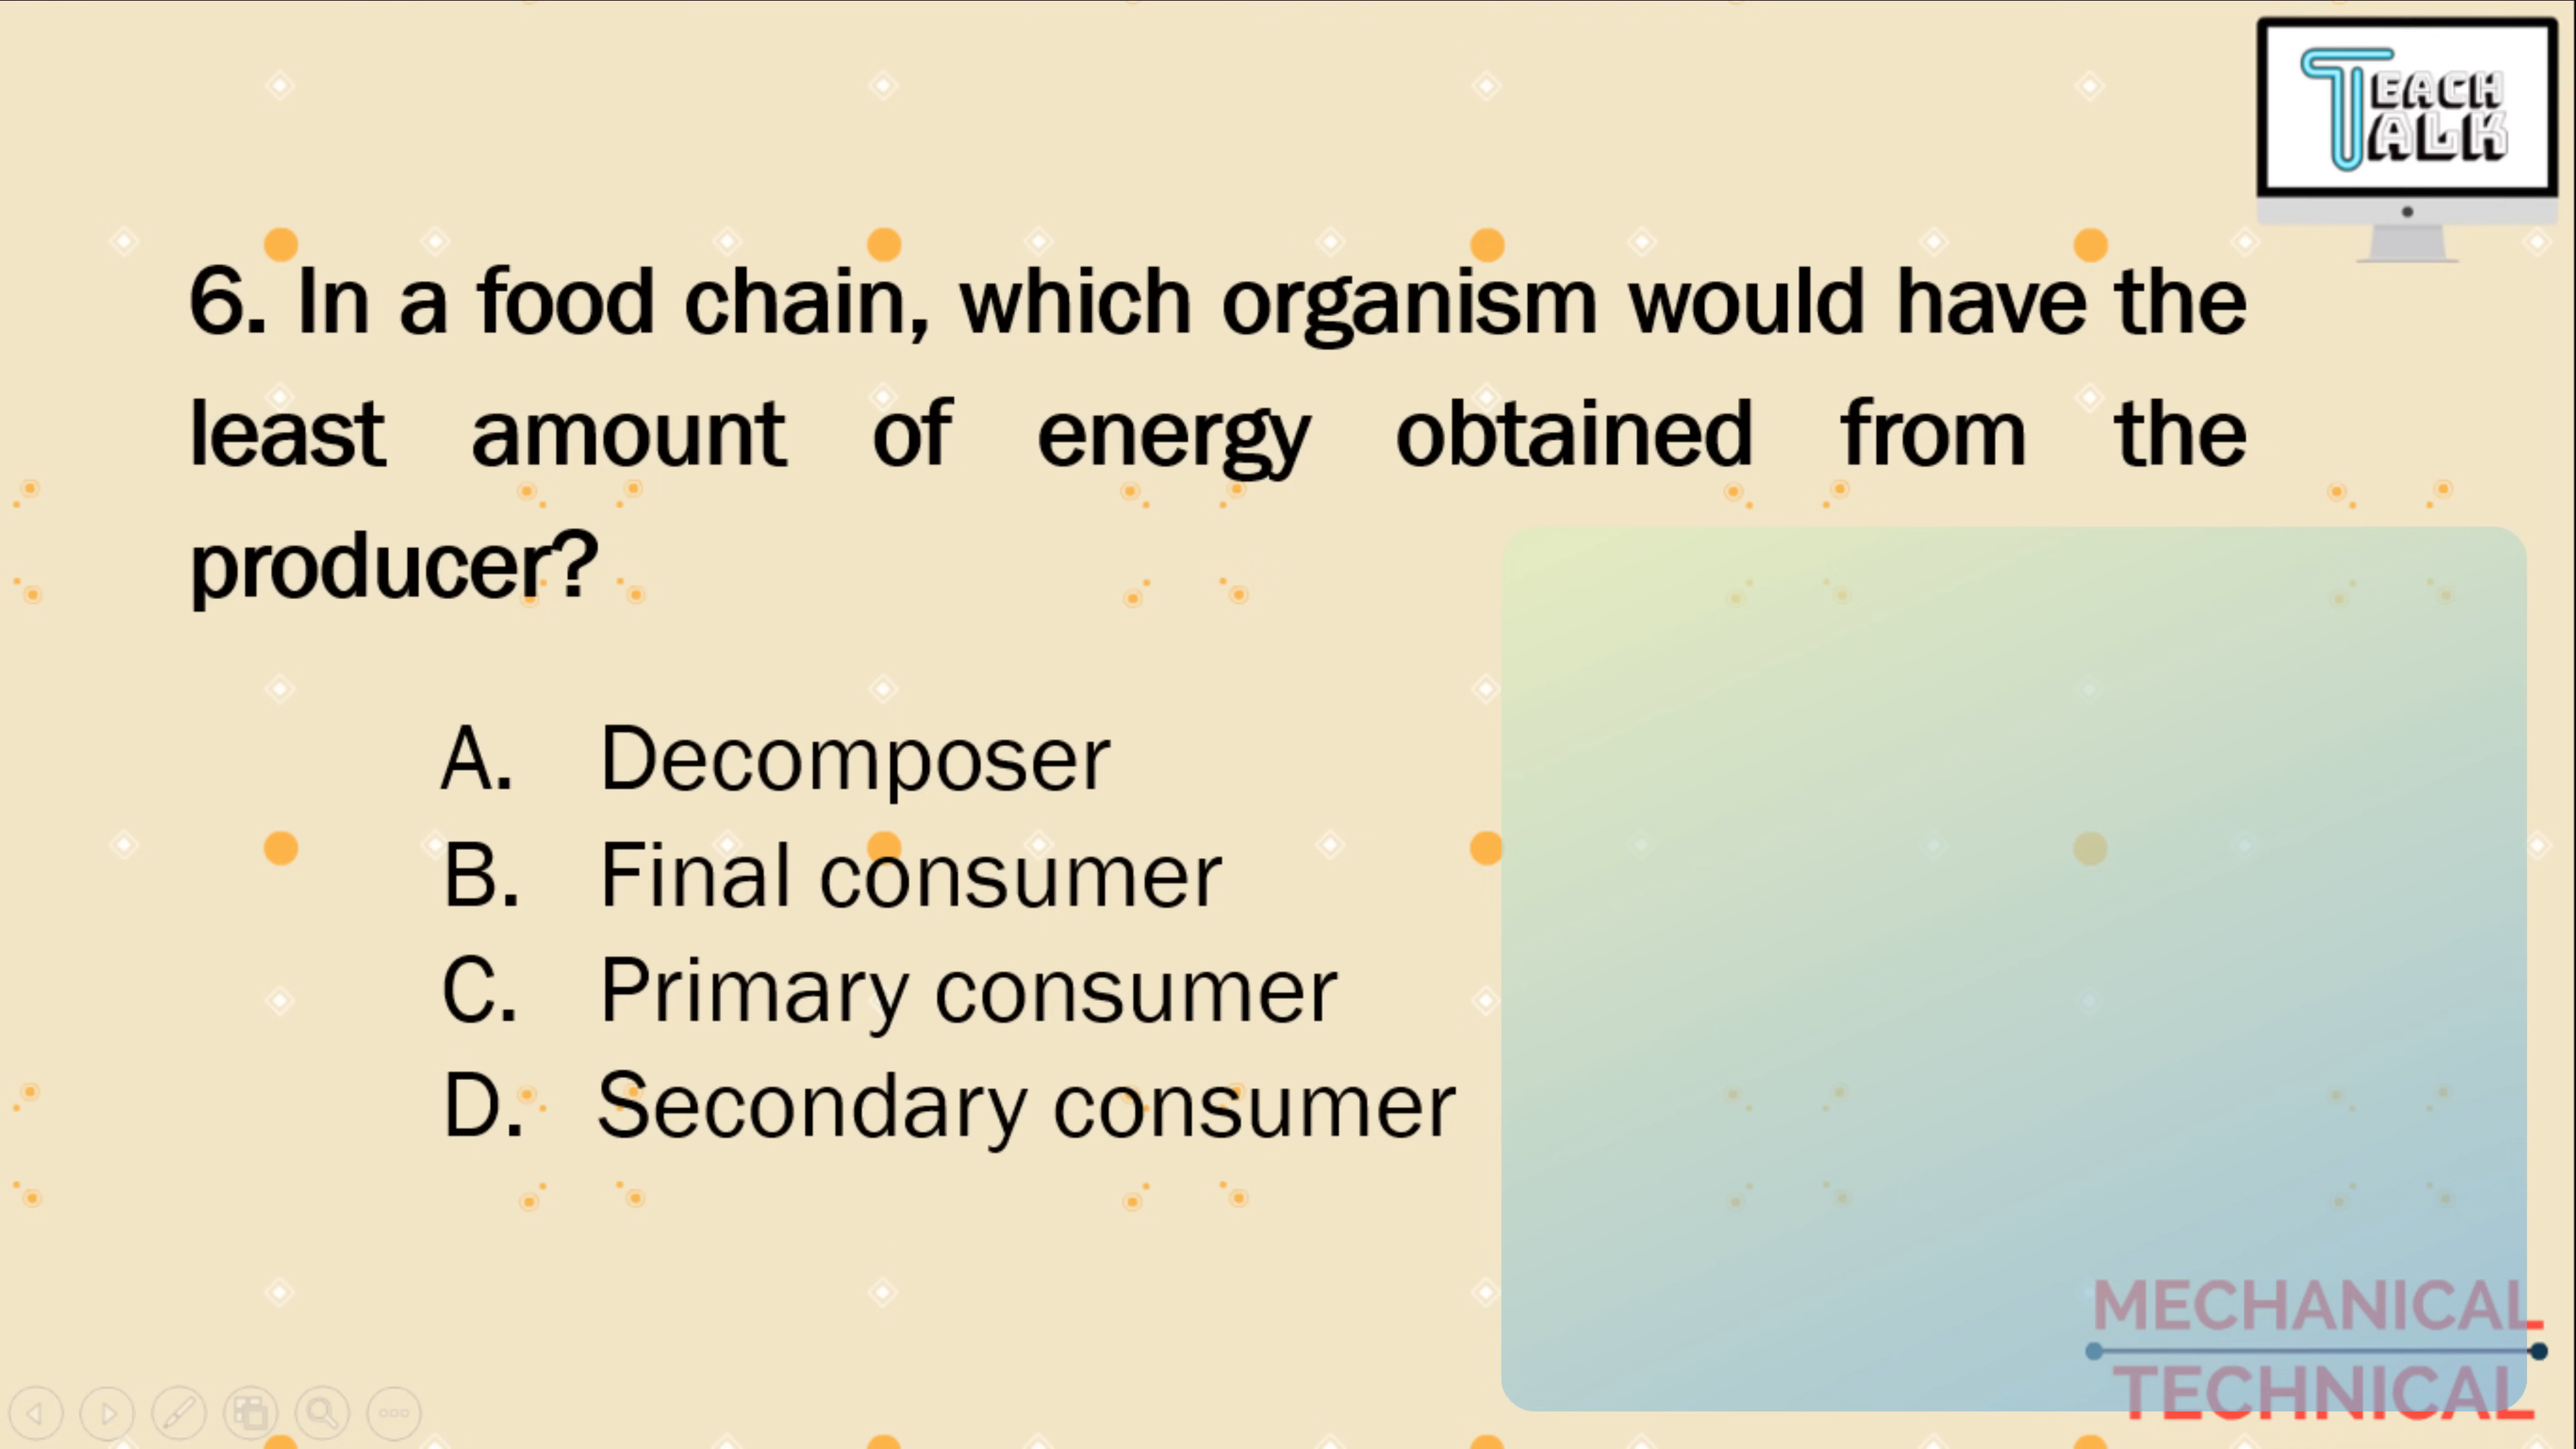 TEACH
TALK
6. In a food chain, which organism would have the
least amount of energy obtained from the
producer?
A. Decomposer
B. Final consumer
C. Primary consumer
D. Secondary consumer
MECHANICAL
TECHNICAL